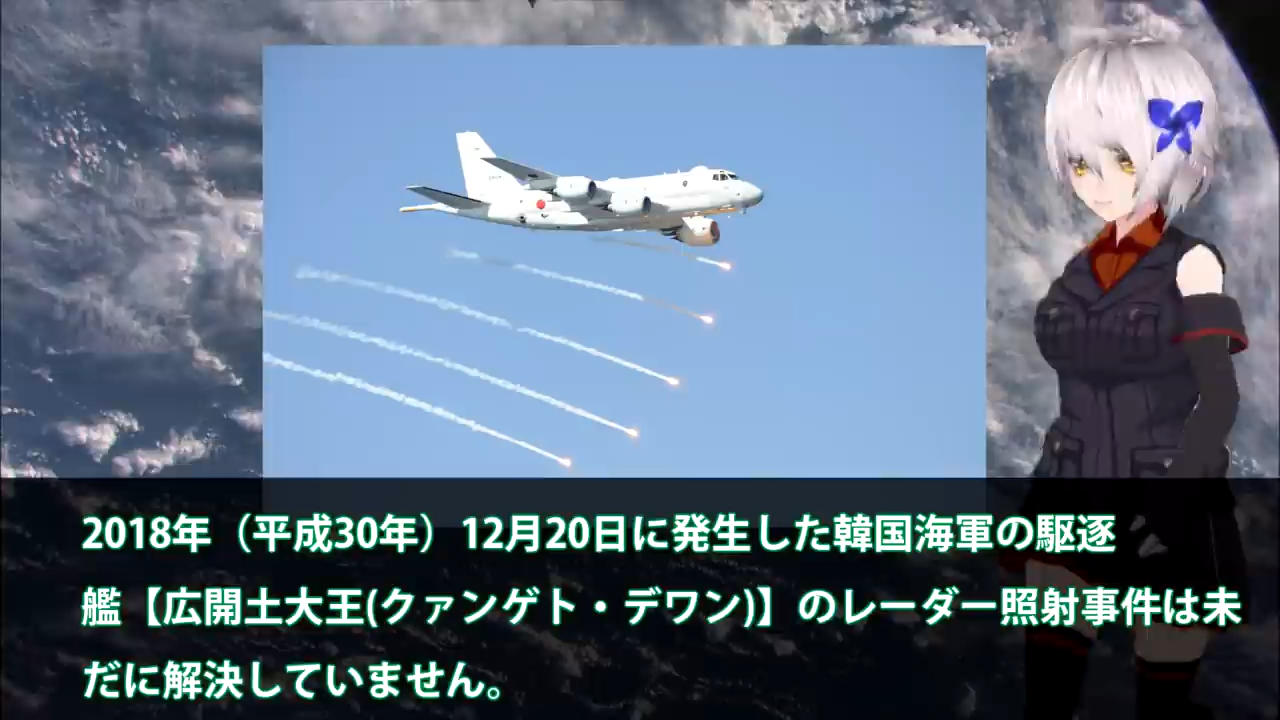 2018年（平成30年）12月20日に発生した韓国海軍の駆逐
艦【広開土大王(クァンゲト・デワン)】のレーダー照射事件は未
だに解決していません。